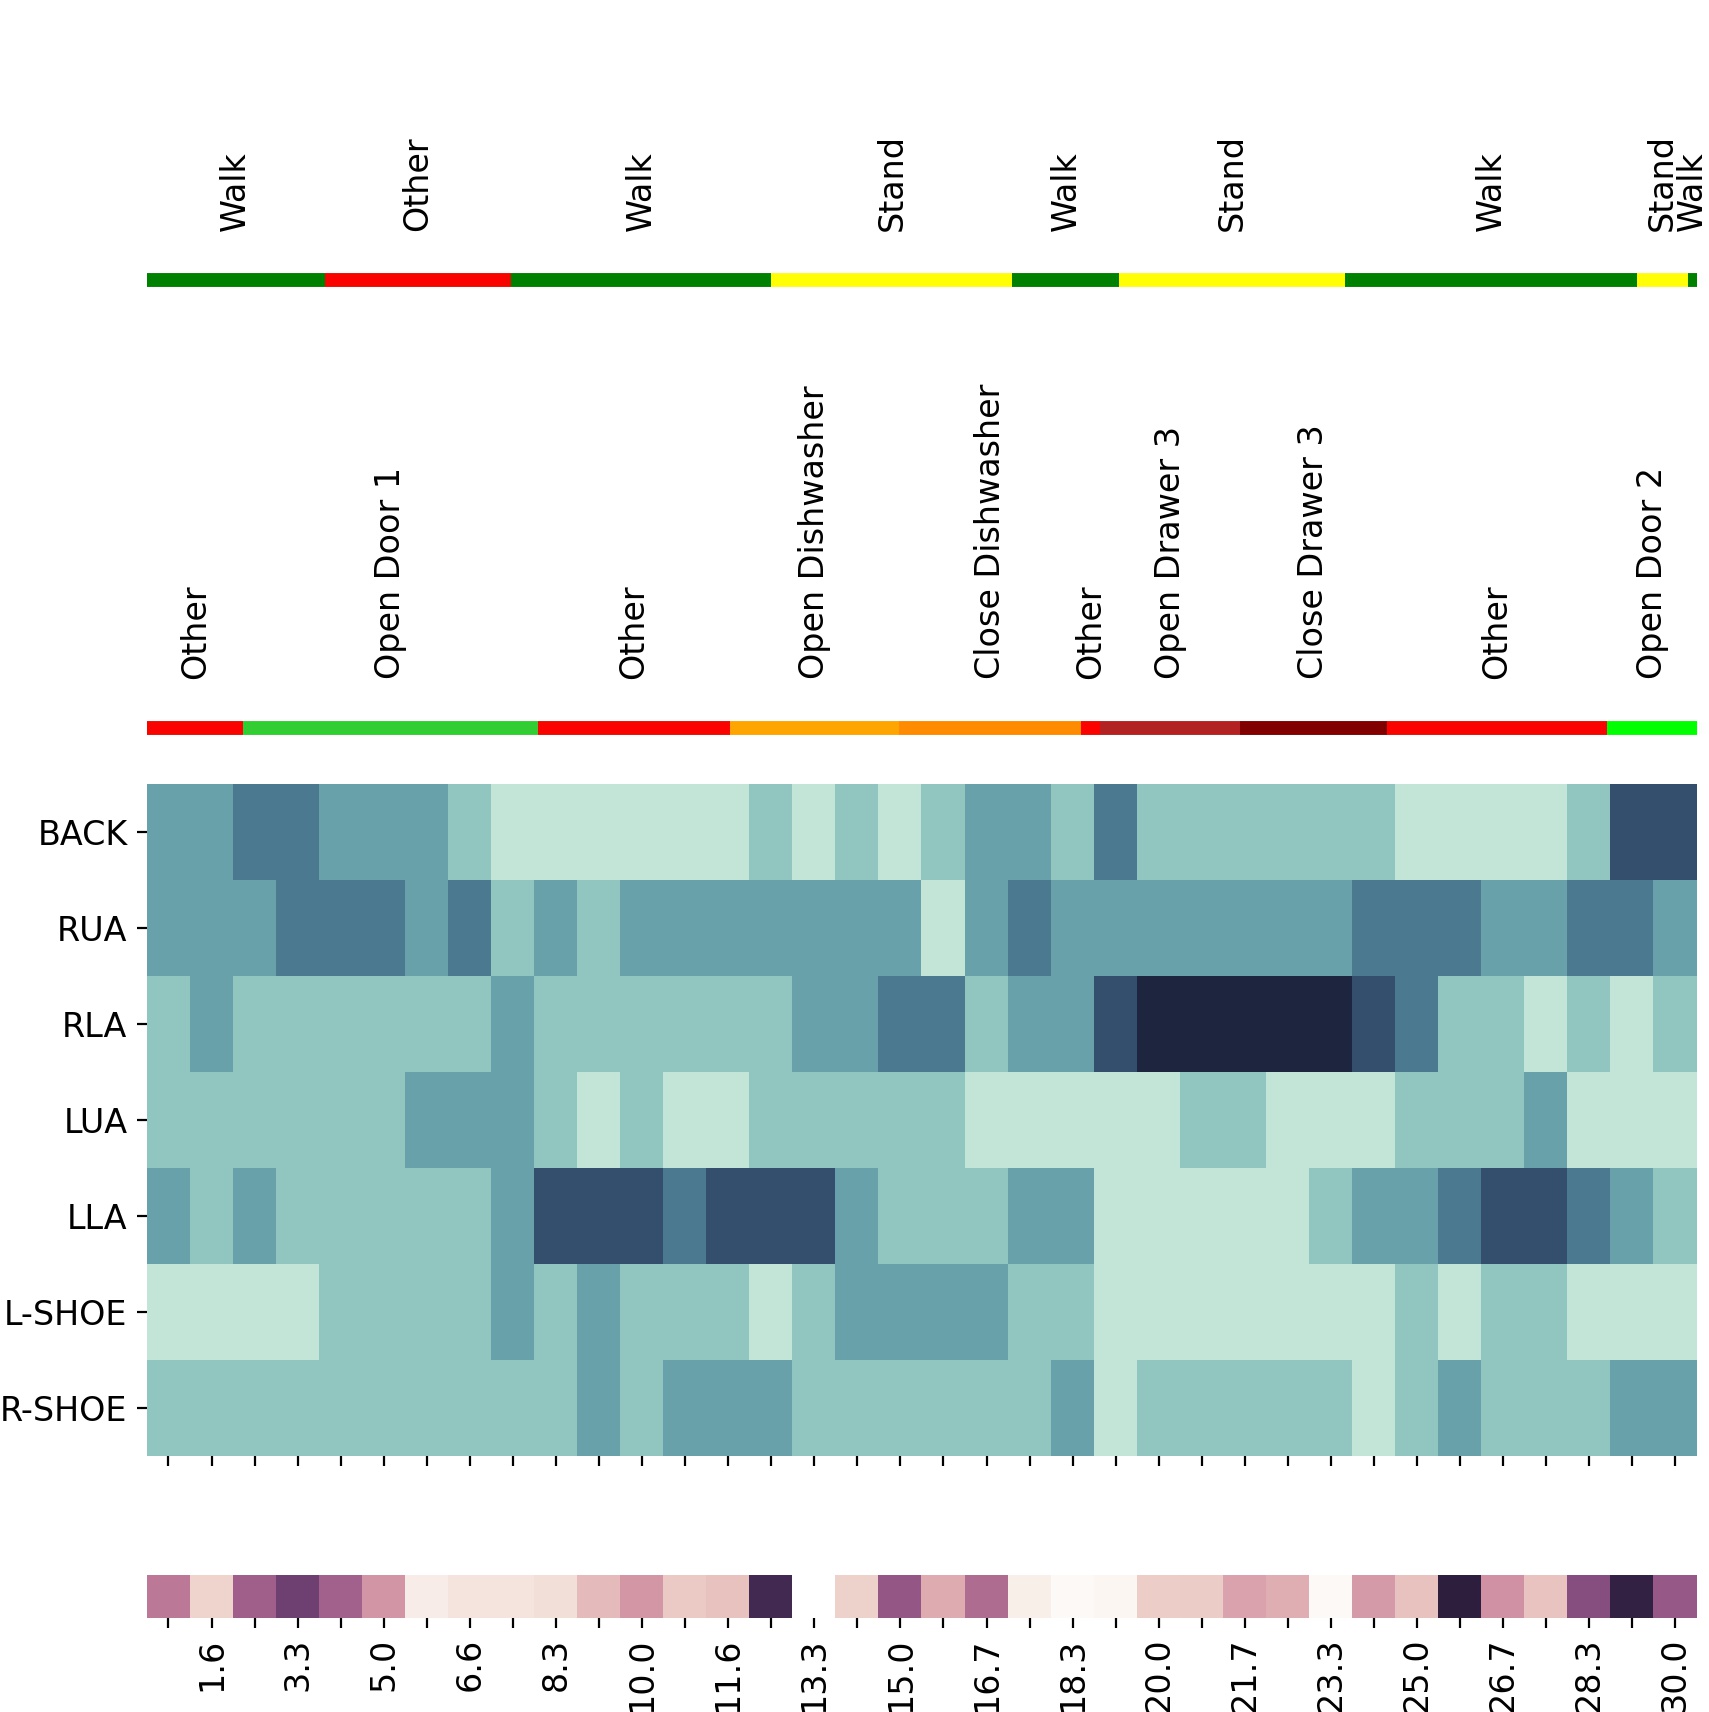 Walk
Other
Walk
Stand
Walk
Stand
Walk
Stand
Walk
Other
Open Door 1
Other
Open Dishwasher
Close Dishwasher
Other
Open Drawer 3
Close Drawer 3
Other
Open Door 2
BACK
RUA
RLA
LUA
LLA
L-SHOE
R-SHOE
1.6
3.3
5.0
6.6
8.3
10.0
11.6
13.3
15.0
16.7
18.3
20.0
21.7
23.3
25.0
26.7
28.3
30.0